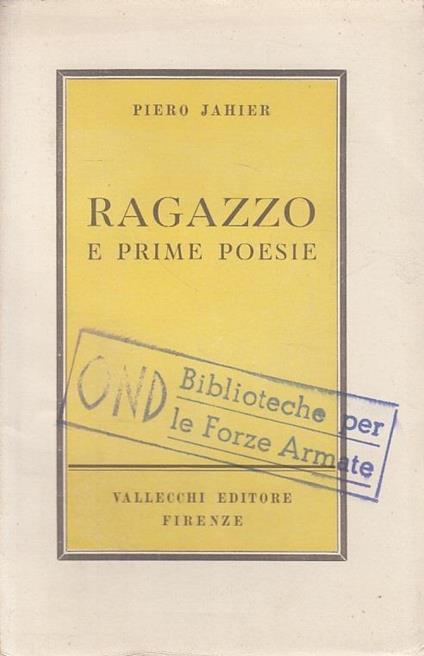 PIERO JAHIER
RAGAZZO
E PRIME POESIE
OND Biblioteche per
le Forze Armate
VALLECCHI EDITORE
FIRENZE